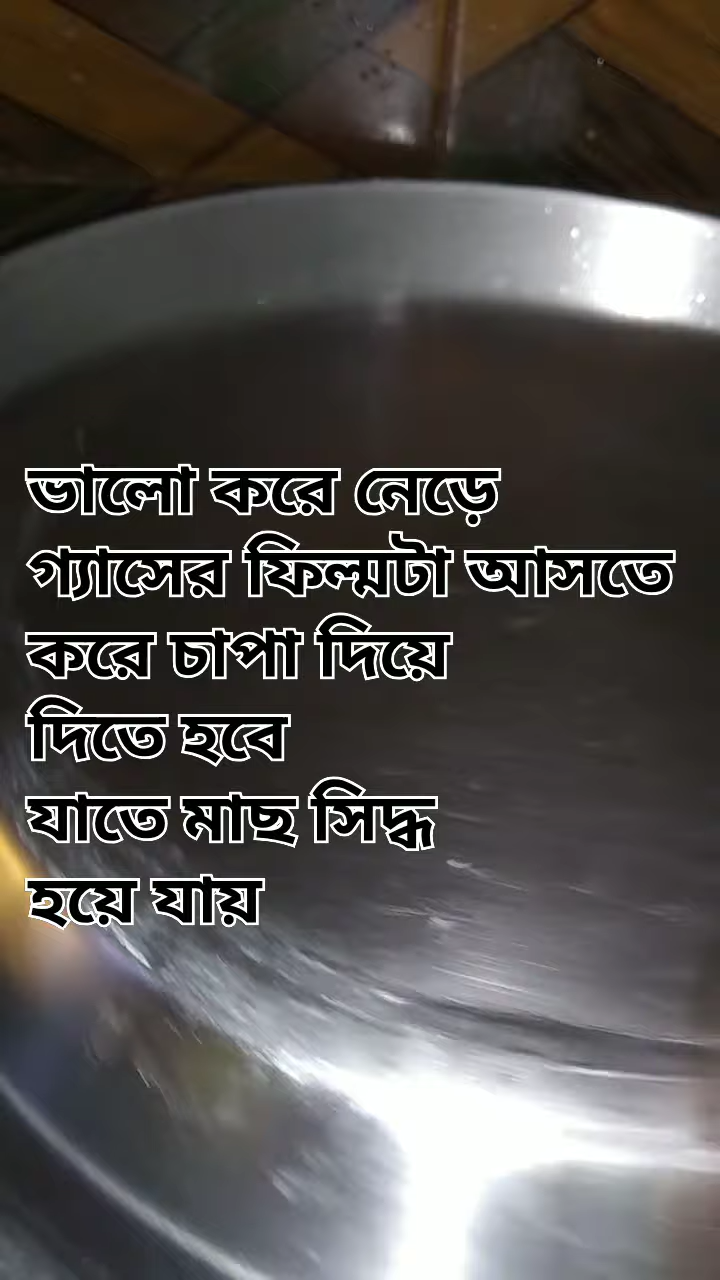 ভালো করে নেড়ে
গ্যাসের ফিল্মটা আসতে
করে চাপা দিয়ে
দিতে হবে
যাতে মাছ সিদ্ধ
হয়ে যায়